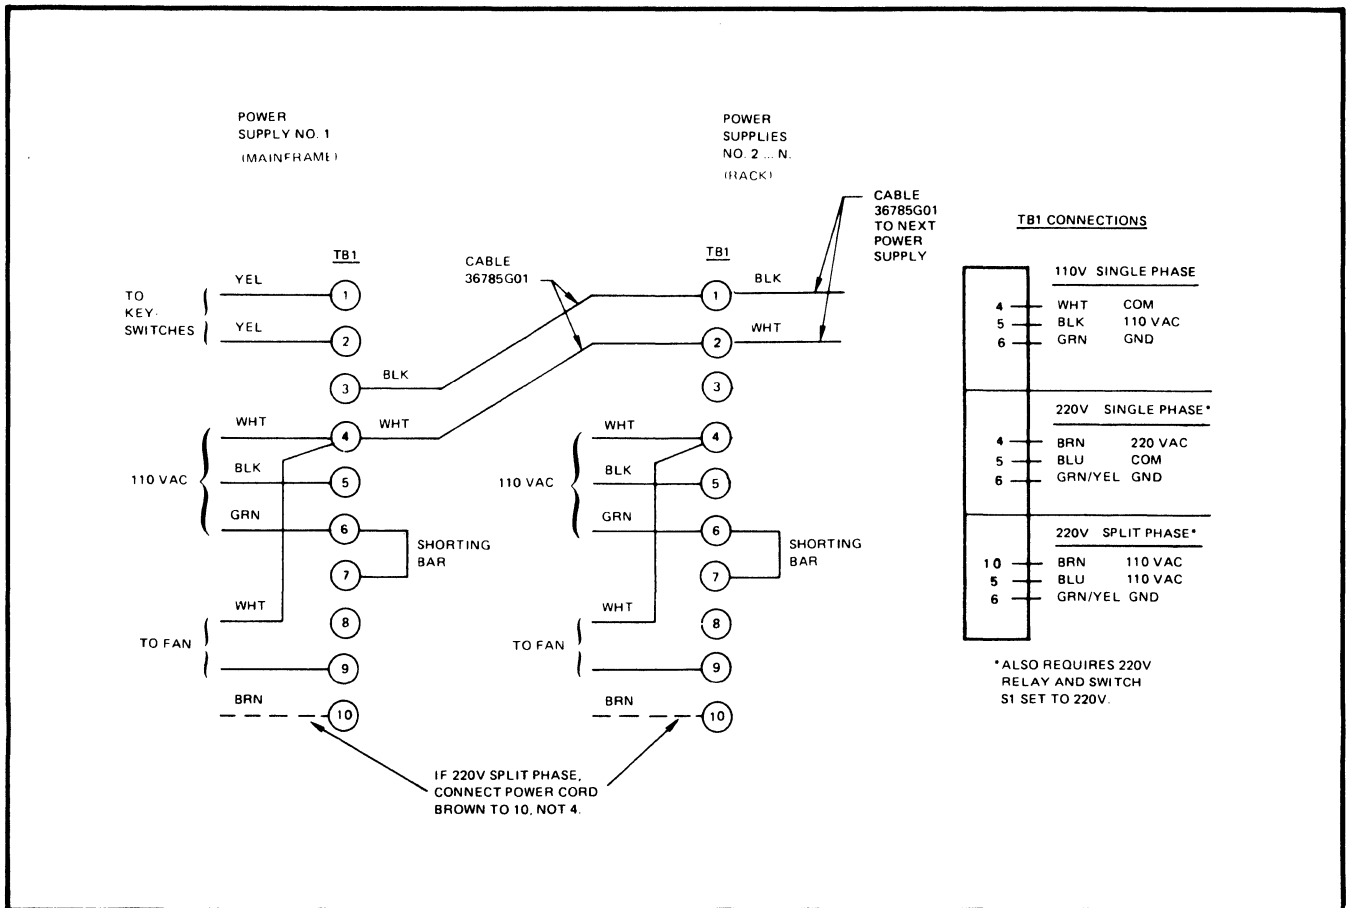 POWER
SUPPLY NO. 1
(MAINFRAME)
POWER
SUPPLIES
NO. 2 ... N.
(RACK)
CABLE
36785G01
TO NEXT
POWER
SUPPLY
TB1
CABLE
36785G01
TB1
TO
KEY-
SWITCHES
YEL
1
YEL
2
3
BLK
WHT
4
WHT
110 VAC
BLK
5
GRN
6
SHORTING
BAR
7
WHT
8
TO FAN
9
BRN
10
1
BLK
2
WHT
3
WHT
4
110 VAC
BLK
5
GRN
6
SHORTING
BAR
7
WHT
8
TO FAN
9
BRN
10
IF 220V SPLIT PHASE,
CONNECT POWER CORD
BROWN TO 10, NOT 4.
TB1 CONNECTIONS
110V SINGLE PHASE
4 WHT COM
5 BLK 110 VAC
6 GRN GND
220V SINGLE PHASE*
4 BRN 220 VAC
5 BLU COM
6 GRN/YEL GND
220V SPLIT PHASE*
10 BRN 110 VAC
5 BLU 110 VAC
6 GRN/YEL GND
*ALSO REQUIRES 220V
RELAY AND SWITCH
S1 SET TO 220V.